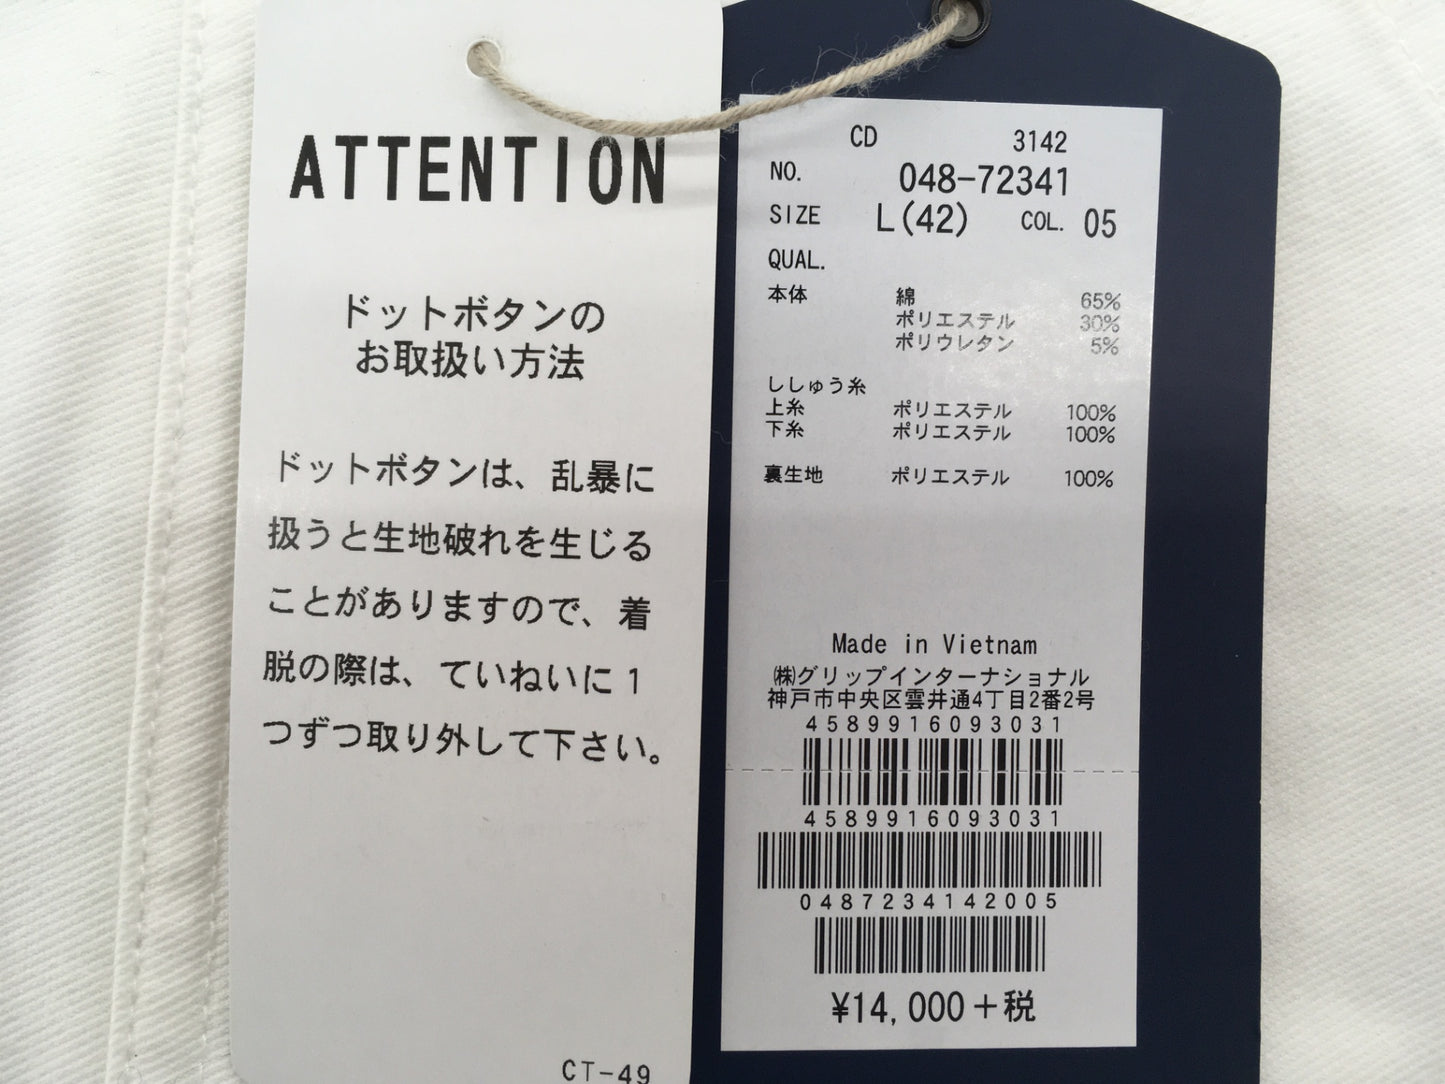 ATTENTION
ドットボタンの
お取扱い方法
ドットボタンは、乱暴に
扱うと生地破れを生じる
ことがありますので、着
脱の際は、ていねいに1
つずつ取り外して下さい。
CT-49
CD 3142
NO. 048-72341
SIZE L(42) COL. 05
QUAL.
本体 綿 65%
ポリエステル 30%
ポリウレタン 5%
ししゅう糸
上糸 ポリエステル 100%
下糸 ポリエステル 100%
裏生地 ポリエステル 100%
Made in Vietnam
㈱グリップインターナショナル
神戸市中央区雲井通4丁目2番2号
4589916093031
4589916093031
0487234142005
¥14,000+税